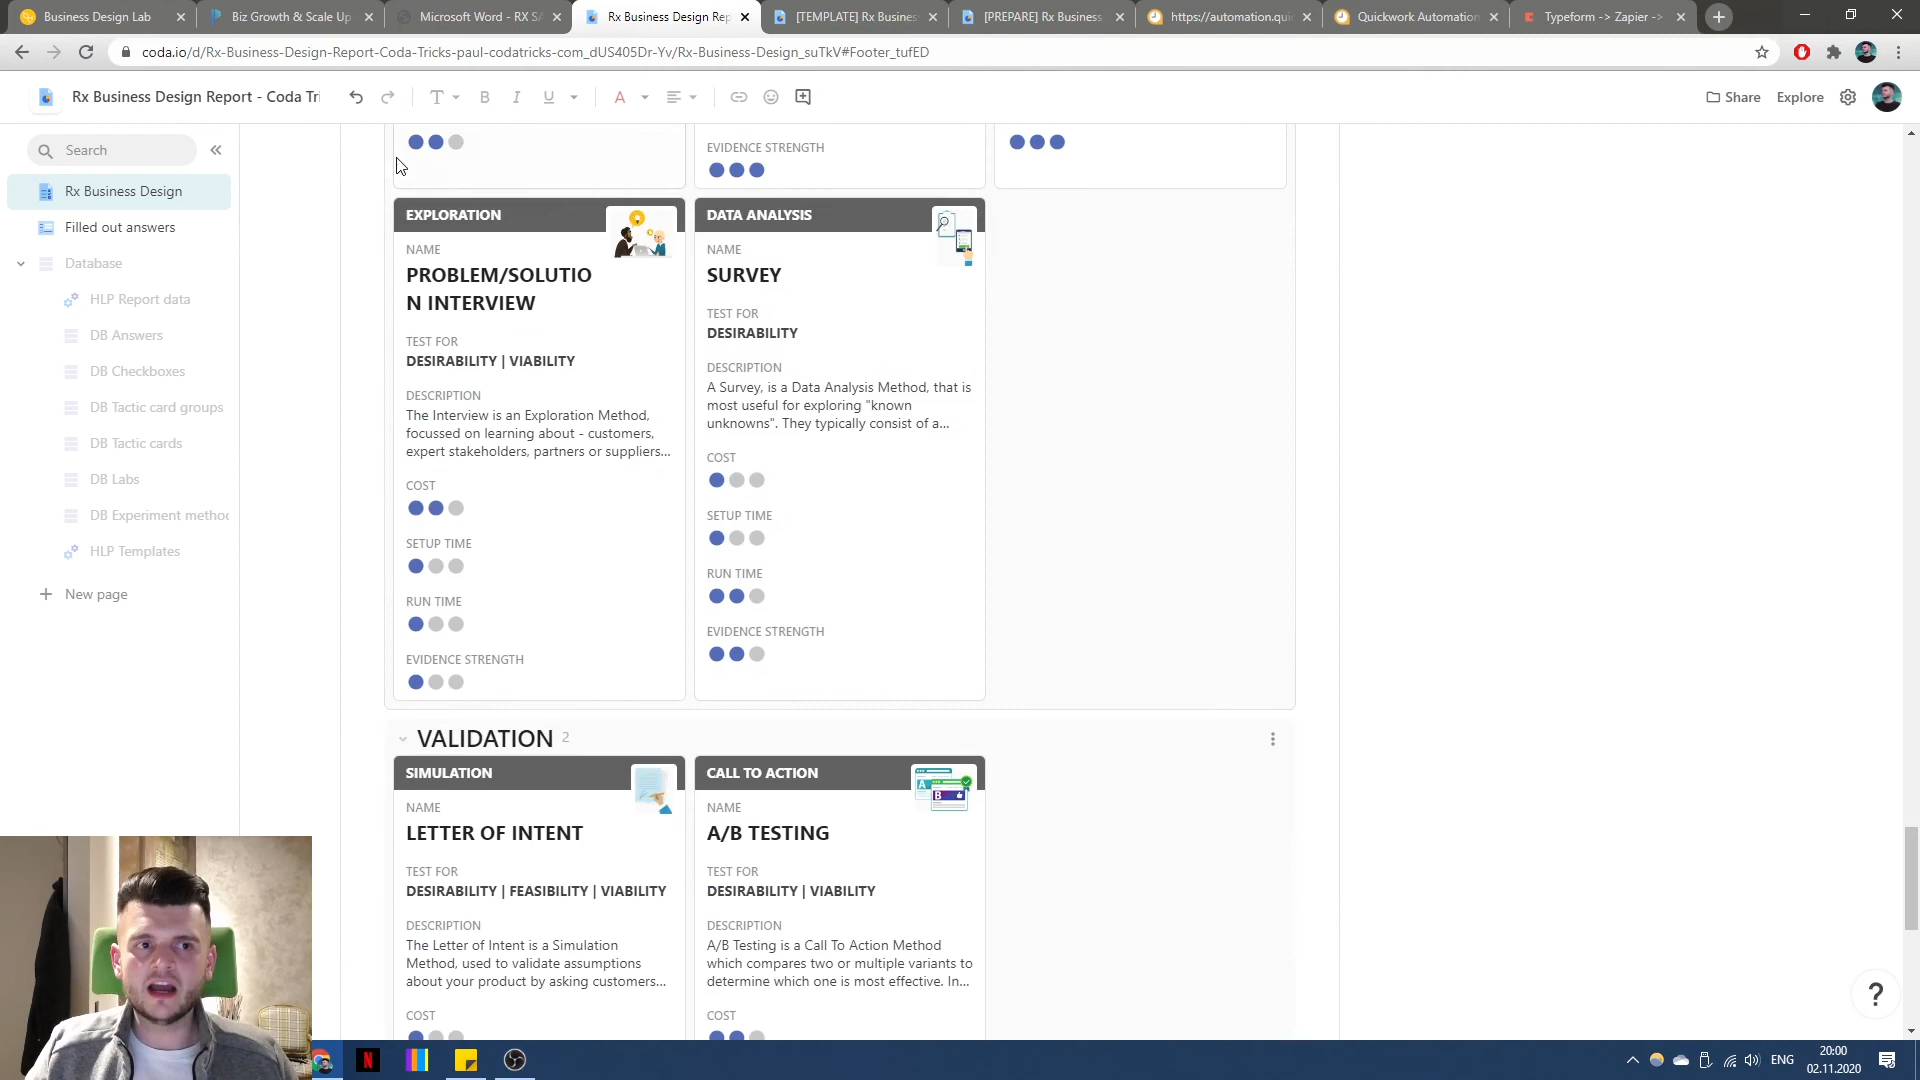 Business Design Lab
Biz Growth & Scale Up
Microsoft Word - RX SA
Rx Business Design Rep
[TEMPLATE] Rx Busines
[PREPARE] Rx Business
https://automation.qui
Quickwork Automation
Typeform -> Zapier ->
coda.io/d/Rx-Business-Design-Report-Coda-Tricks-paul-codatricks-com_dUS405Dr-Yv/Rx-Business-Design_suTkV#Footer_tufED
Rx Business Design Report - Coda Tri
T
B
I
U
A
Share
Explore
Search
Rx Business Design
Filled out answers
Database
HLP Report data
DB Answers
DB Checkboxes
DB Tactic card groups
DB Tactic cards
DB Labs
DB Experiment method
HLP Templates
New page
EVIDENCE STRENGTH
EXPLORATION
NAME
PROBLEM/SOLUTIO
N INTERVIEW
TEST FOR
DESIRABILITY | VIABILITY
DESCRIPTION
The Interview is an Exploration Method,
focussed on learning about - customers,
expert stakeholders, partners or suppliers...
COST
SETUP TIME
RUN TIME
EVIDENCE STRENGTH
DATA ANALYSIS
NAME
SURVEY
TEST FOR
DESIRABILITY
DESCRIPTION
A Survey, is a Data Analysis Method, that is
most useful for exploring "known
unknowns". They typically consist of a...
COST
SETUP TIME
RUN TIME
EVIDENCE STRENGTH
VALIDATION 2
SIMULATION
NAME
LETTER OF INTENT
TEST FOR
DESIRABILITY | FEASIBILITY | VIABILITY
DESCRIPTION
The Letter of Intent is a Simulation
Method, used to validate assumptions
about your product by asking customers...
COST
CALL TO ACTION
A
B
NAME
A/B TESTING
TEST FOR
DESIRABILITY | VIABILITY
DESCRIPTION
A/B Testing is a Call To Action Method
which compares two or multiple variants to
determine which one is most effective. In...
COST
?
N
ENG
20:00
02.11.2020